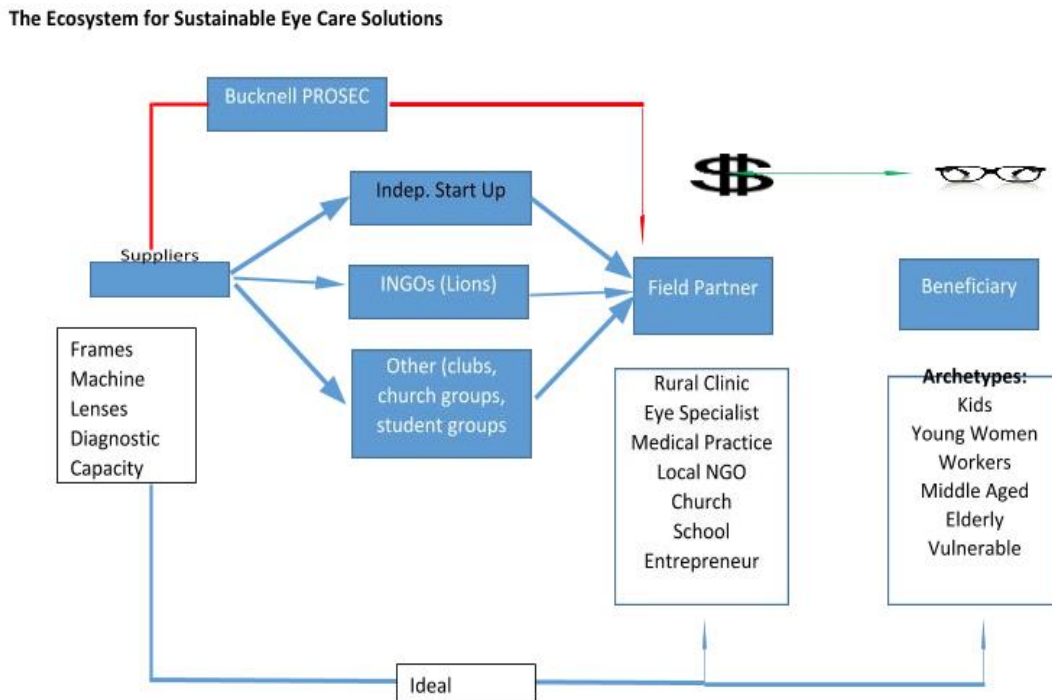 The Ecosystem for Sustainable Eye Care Solutions
Bucknell PROSEC
Indep. Start Up
Suppliers
INGOs (Lions)
Field Partner
Beneficiary
Other (clubs,
church groups,
student groups
Frames
Machine
Lenses
Diagnostic
Capacity
Rural Clinic
Eye Specialist
Medical Practice
Local NGO
Church
School
Entrepreneur
Archetypes:
Kids
Young Women
Workers
Middle Aged
Elderly
Vulnerable
Ideal
$